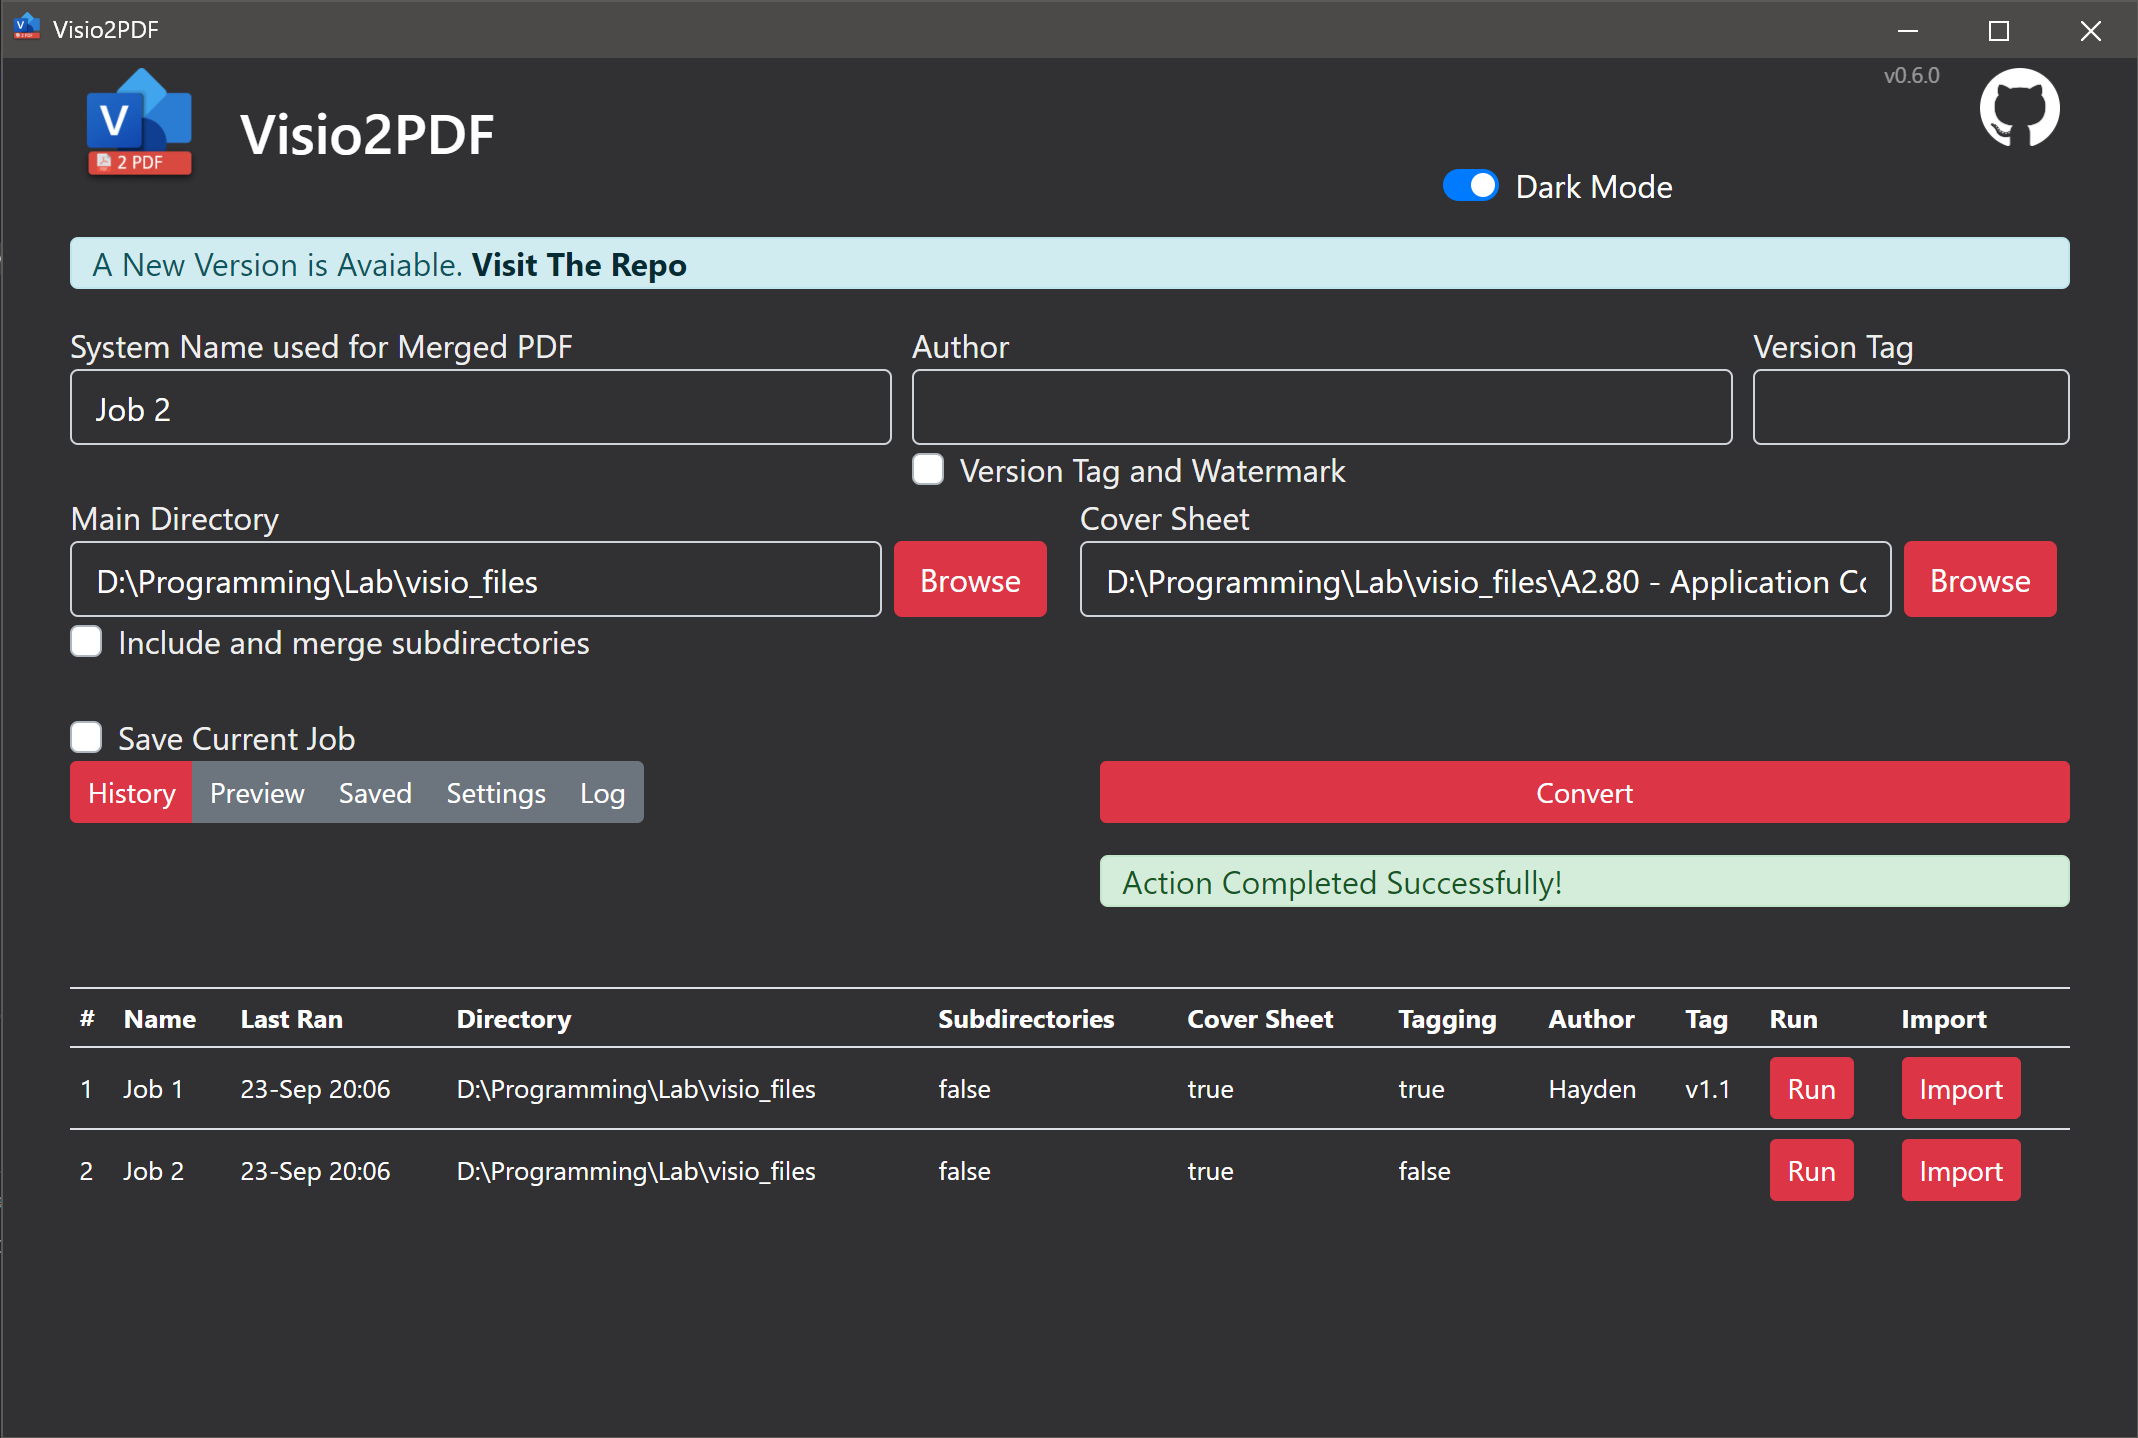 Visio2PDF
v0.6.0
V
2 PDF
Visio2PDF
Dark Mode
A New Version is Avaiable. Visit The Repo
System Name used for Merged PDF
Author
Version Tag
Job 2
Version Tag and Watermark
Main Directory
Cover Sheet
D:\Programming\Lab\visio_files
Browse
D:\Programming\Lab\visio_files\A2.80 - Application Co
Browse
Include and merge subdirectories
Save Current Job
History Preview Saved Settings Log
Convert
Action Completed Successfully!
# Name Last Ran Directory Subdirectories Cover Sheet Tagging Author Tag Run Import
1 Job 1 23-Sep 20:06 D:\Programming\Lab\visio_files false true true Hayden v1.1 Run Import
2 Job 2 23-Sep 20:06 D:\Programming\Lab\visio_files false true false Run Import